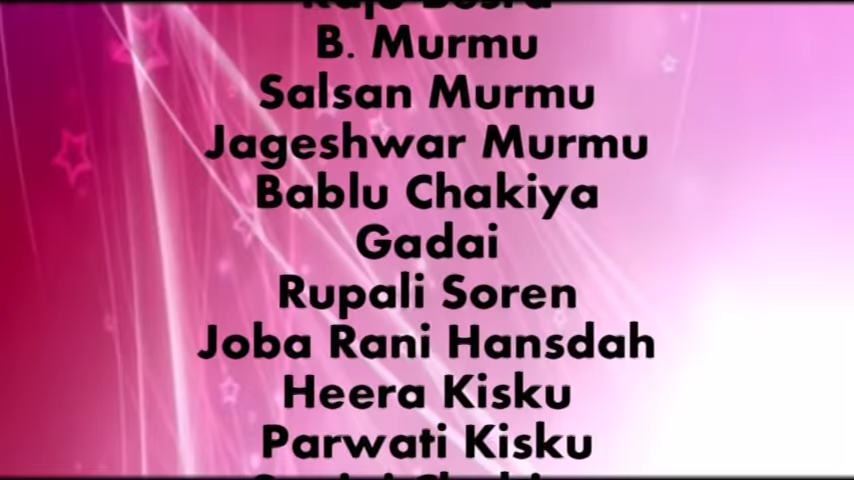 B. Murmu
Salsan Murmu
Jageshwar Murmu
Bablu Chakiya
Gadai
Rupali Soren
Joba Rani Hansdah
Heera Kisku
Parwati Kisku